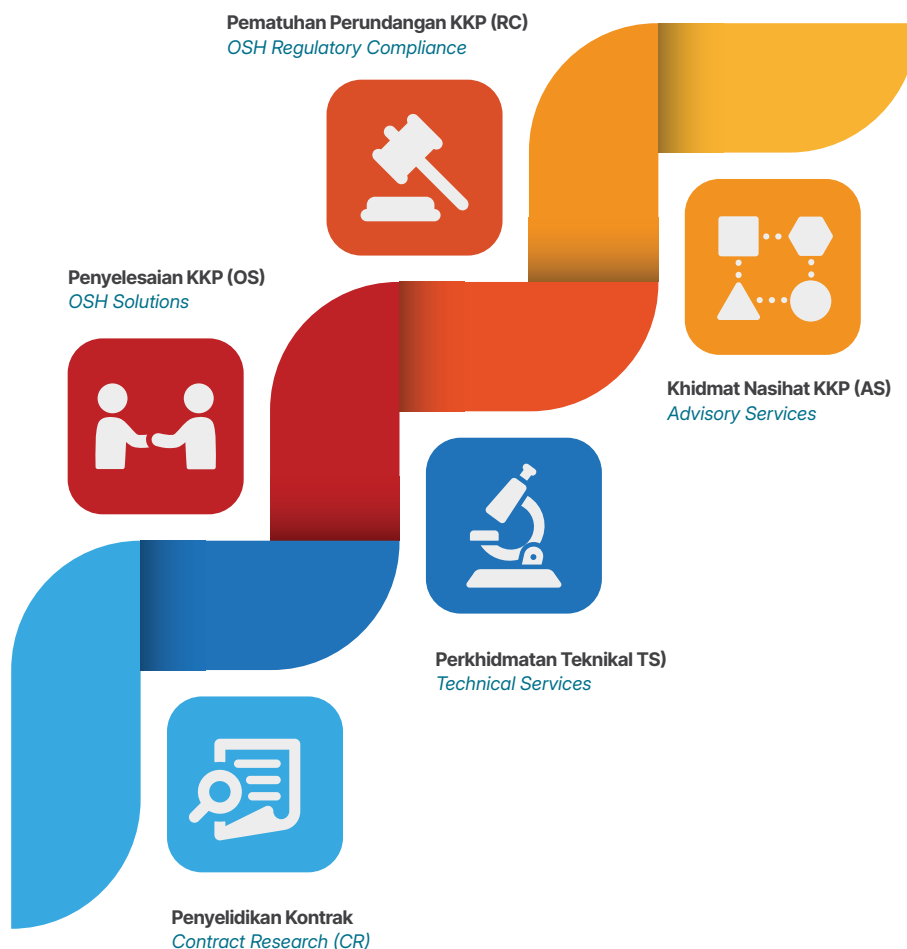 Pematuhan Perundangan KKP (RC)
OSH Regulatory Compliance
Penyelesaian KKP (OS)
OSH Solutions
Khidmat Nasihat KKP (AS)
Advisory Services
Perkhidmatan Teknikal TS)
Technical Services
Penyelidikan Kontrak
Contract Research (CR)